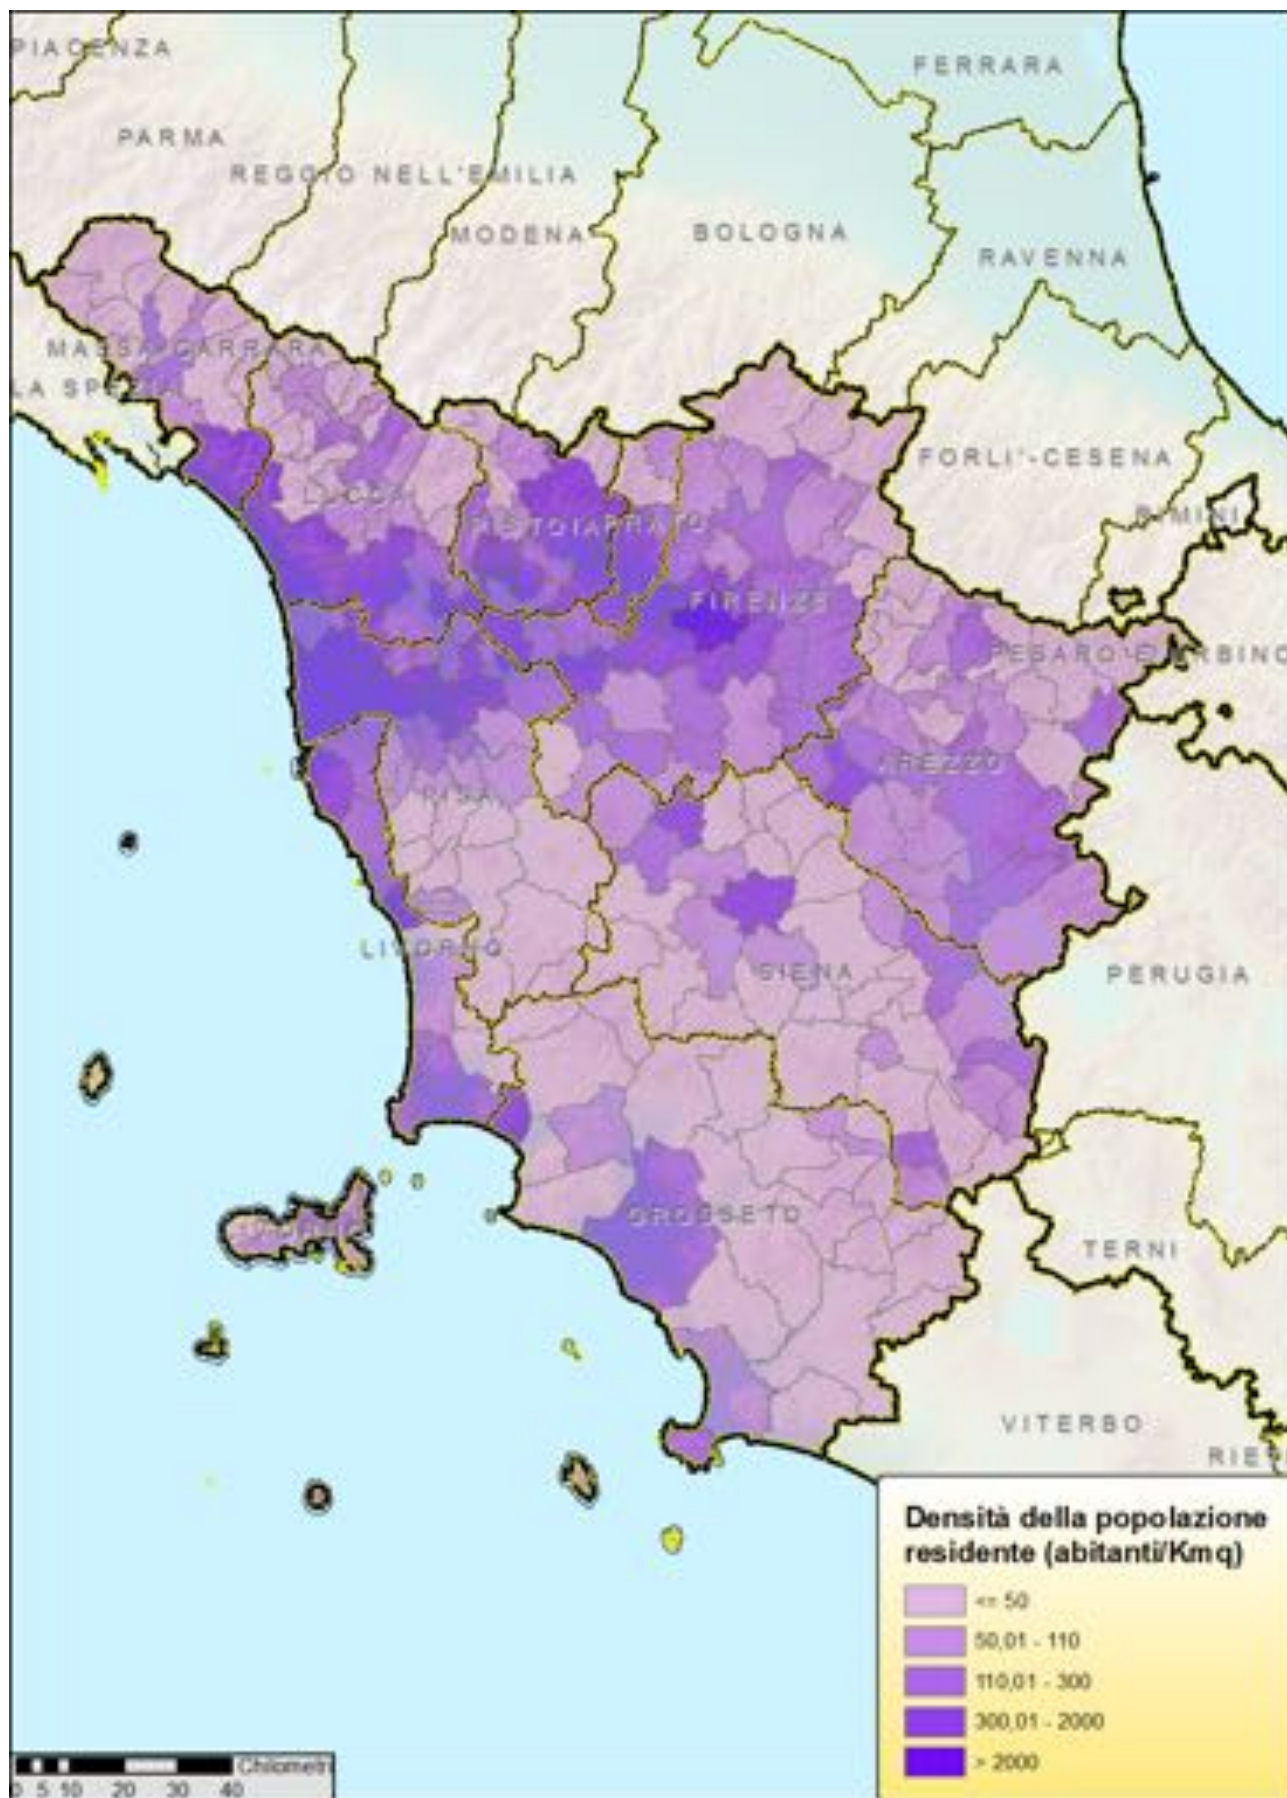 PIACENZA
FERRARA
PARMA
REGGIO NELL'EMILIA
MODENA
BOLOGNA
RAVENNA
MASSA CARRARA
LA SPEZIA
FORLI'-CESENA
LUCCA
RIMINI
PISTOIA
PRATO
FIRENZE
PESARO E URBINO
AREZZO
PISA
LIVORNO
SIENA
PERUGIA
GROSSETO
TERNI
VITERBO
Densità della popolazione
residente (abitanti/Kmq)
<= 50
50,01 - 110
110,01 - 300
300,01 - 2000
> 2000
Chilometri
0 5 10 20 30 40